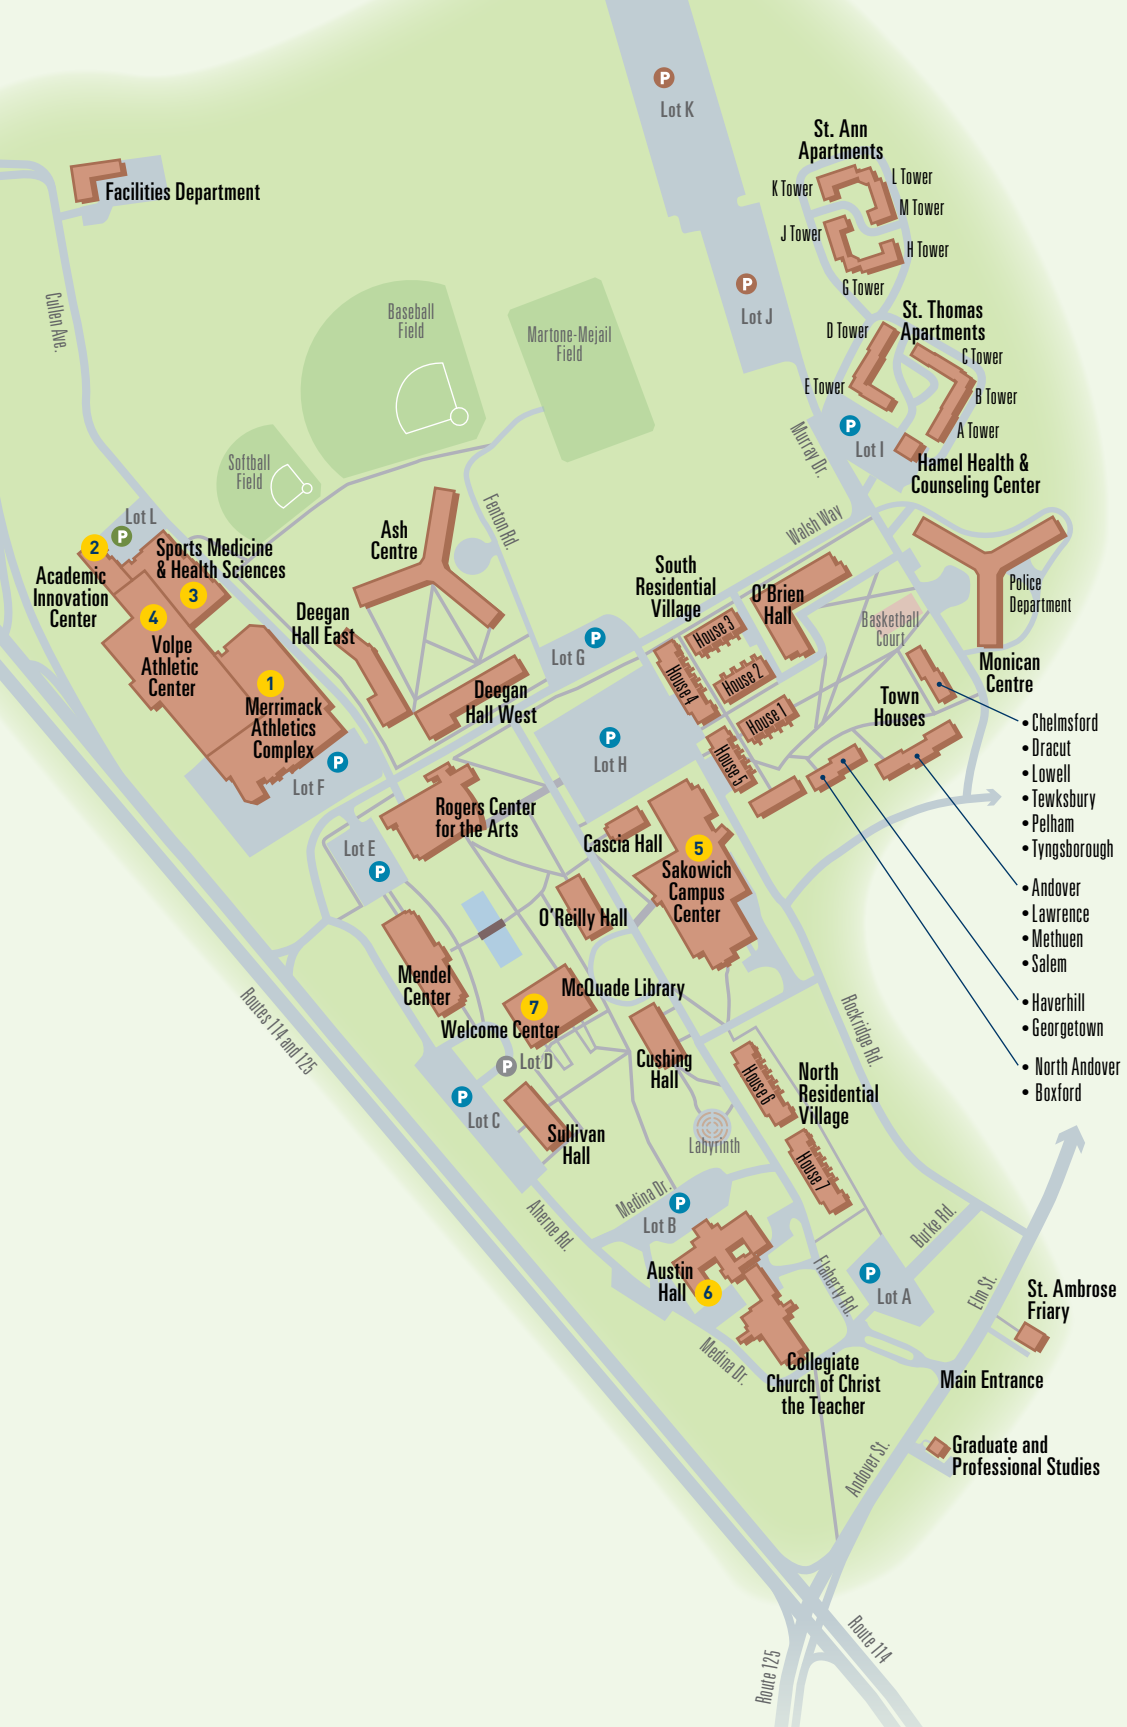 P
Lot K
St. Ann
Apartments
K Tower
L Tower
M Tower
J Tower
H Tower
G Tower
Facilities Department
Cullen Ave.
Baseball
Field
Martone-Mejail
Field
P
Lot J
St. Thomas
Apartments
D Tower
C Tower
E Tower
B Tower
A Tower
P
Lot I
Murray Dr.
Hamel Health &
Counseling Center
Softball
Field
Fenton Rd.
Walsh Way
Lot L
P
2
Academic
Innovation
Center
Sports Medicine
& Health Sciences
3
4
Volpe
Athletic
Center
1
Merrimack
Athletics
Complex
Ash
Centre
Deegan
Hall East
Deegan
Hall West
P
Lot G
South
Residential
Village
House 3
House 2
House 4
House 1
House 5
O'Brien
Hall
Basketball
Court
Police
Department
Monican
Centre
Town
Houses
• Chelmsford
• Dracut
• Lowell
• Tewksbury
• Pelham
• Tyngsborough
• Andover
• Lawrence
• Methuen
• Salem
• Haverhill
• Georgetown
• North Andover
• Boxford
P
Lot F
P
Lot H
Rogers Center
for the Arts
Lot E
P
Cascia Hall
5
Sakowich
Campus
Center
O'Reilly Hall
Mendel
Center
McQuade Library
7
Welcome Center
P
Lot D
Cushing
Hall
Routes 114 and 125
Rockridge Rd.
P
Lot C
Sullivan
Hall
House 6
North
Residential
Village
House 7
Labyrinth
Medina Dr.
P
Lot B
Aherne Rd.
Austin
Hall
6
Burke Rd.
P
Lot A
Flaherty Rd.
Elm St.
St. Ambrose
Friary
Medina Dr.
Collegiate
Church of Christ
the Teacher
Main Entrance
Andover St.
Graduate and
Professional Studies
Route 125
Route 114